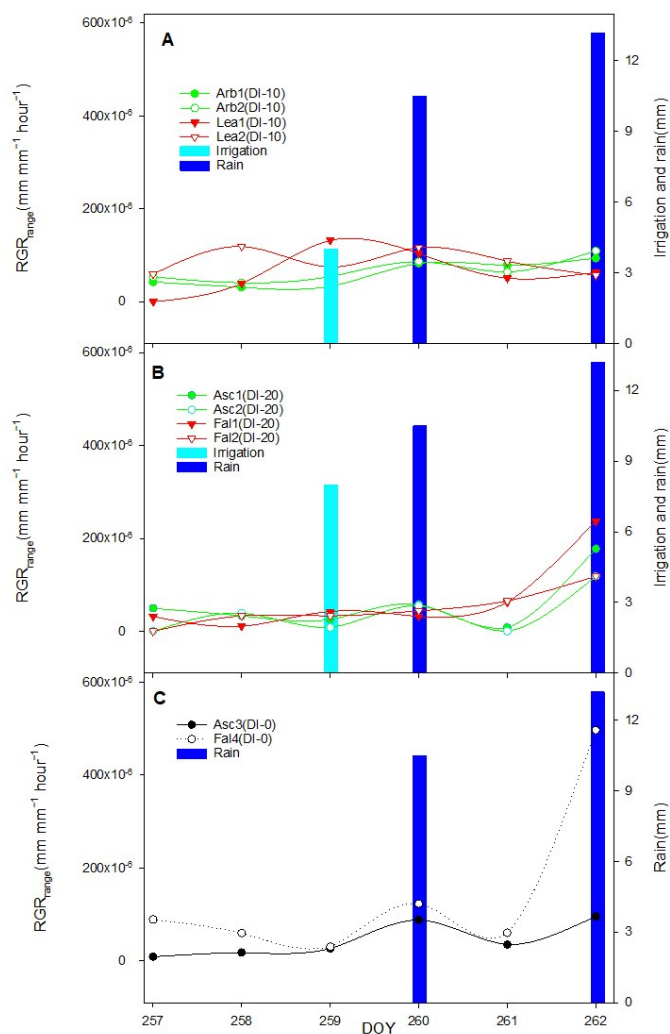 600x10⁻⁶
A
12
Arb1(DI-10)
Arb2(DI-10)
Lea1(DI-10)
Lea2(DI-10)
Irrigation
Rain
400x10⁻⁶
9
200x10⁻⁶
6
3
0
0
RGRrange(mm mm⁻¹ hour⁻¹)
Irrigation and rain(mm)
600x10⁻⁶
B
12
Asc1(DI-20)
Asc2(DI-20)
Fal1(DI-20)
Fal2(DI-20)
Irrigation
Rain
400x10⁻⁶
9
200x10⁻⁶
6
3
0
0
RGRrange(mm mm⁻¹ hour⁻¹)
Irrigation and rain(mm)
600x10⁻⁶
C
12
Asc3(DI-0)
Fal4(DI-0)
Rain
400x10⁻⁶
9
200x10⁻⁶
6
3
0
0
RGRrange(mm mm⁻¹ hour⁻¹)
Rain(mm)
257 258 259 260 261 262
DOY